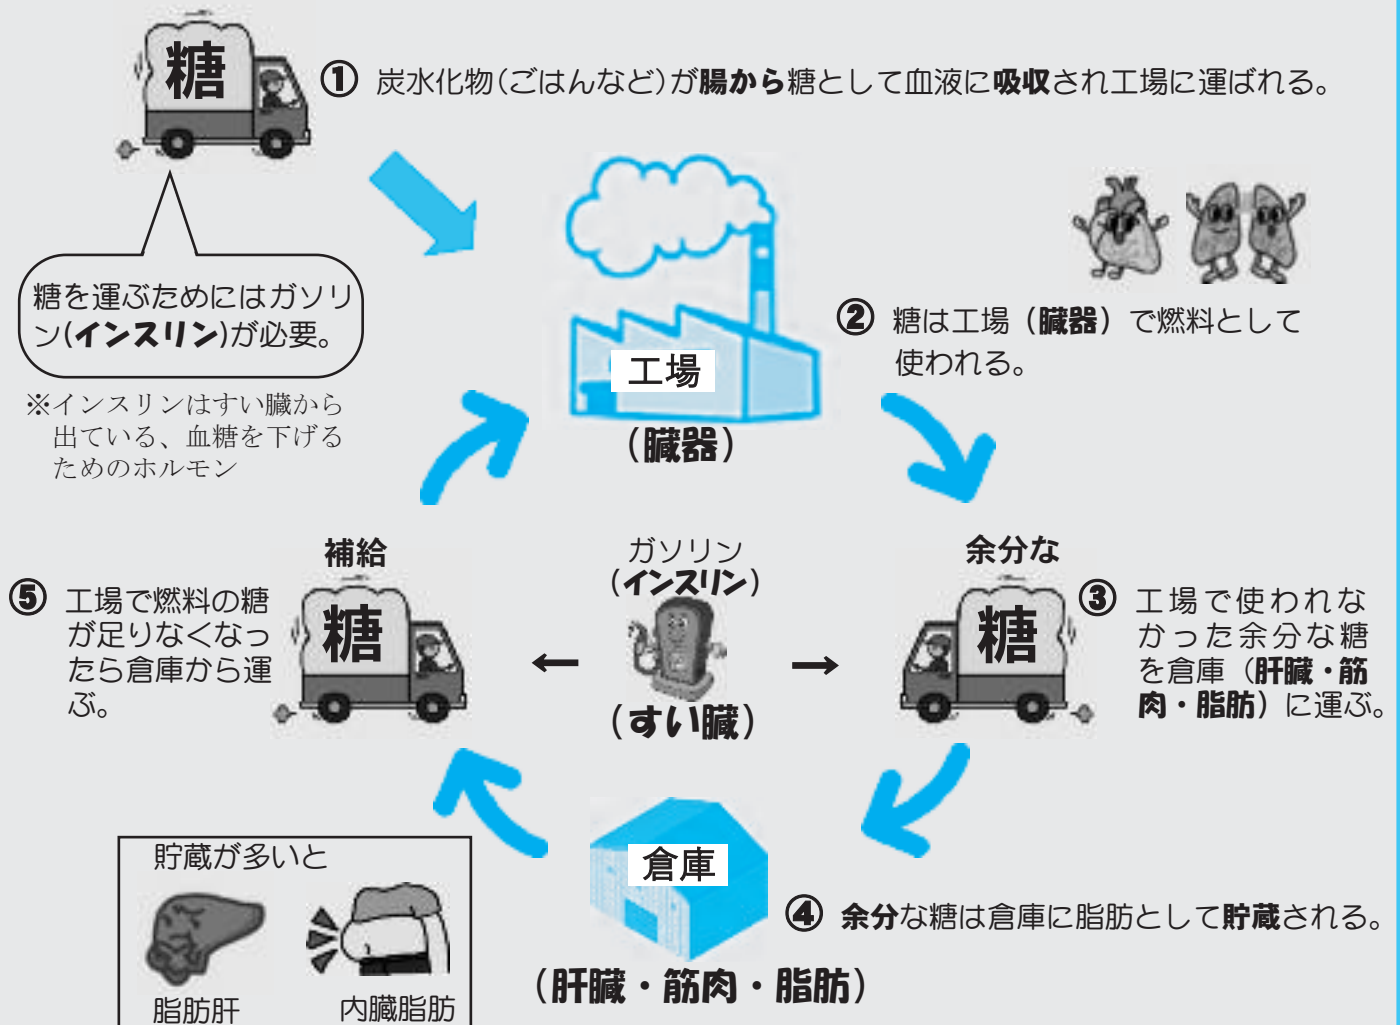 糖
① 炭水化物(ごはんなど)が腸から糖として血液に吸収され工場に運ばれる。
糖を運ぶためにはガソリ
ン(インスリン)が必要。
※インスリンはすい臓から
出ている、血糖を下げる
ためのホルモン
工場
(臓器)
② 糖は工場（臓器）で燃料として
使われる。
余分な
糖
③ 工場で使われな
かった余分な糖
を倉庫（肝臓・筋
肉・脂肪）に運ぶ。
ガソリン
(インスリン)
← →
(すい臓)
倉庫
(肝臓・筋肉・脂肪)
④ 余分な糖は倉庫に脂肪として貯蔵される。
補給
糖
⑤ 工場で燃料の糖
が足りなくなっ
たら倉庫から運
ぶ。
貯蔵が多いと
脂肪肝 内臓脂肪